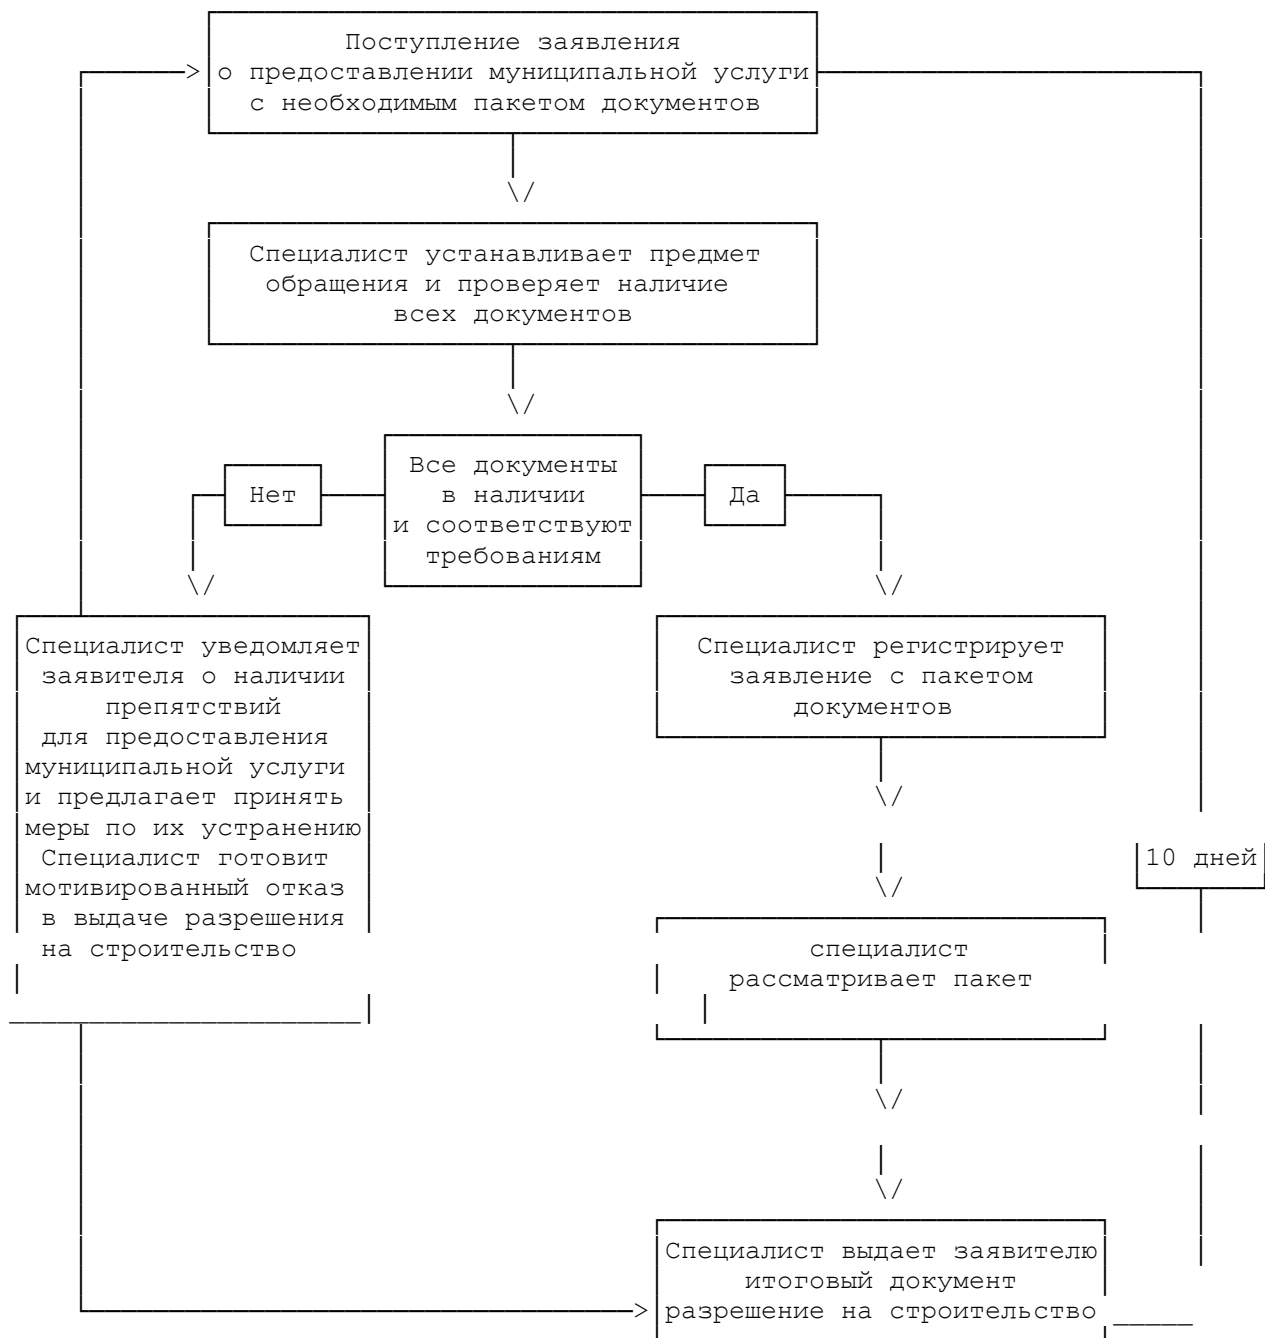 Поступление заявления
о предоставлении муниципальной услуги
с необходимым пакетом документов
Специалист устанавливает предмет
обращения и проверяет наличие
всех документов
Все документы
в наличии
и соответствуют
требованиям
Нет
Да
Специалист уведомляет
заявителя о наличии
препятствий
для предоставления
муниципальной услуги
и предлагает принять
меры по их устранению
Специалист готовит
мотивированный отказ
в выдаче разрешения
на строительство
Специалист регистрирует
заявление с пакетом
документов
10 дней
специалист
рассматривает пакет
Специалист выдает заявителю
итоговый документ
разрешение на строительство